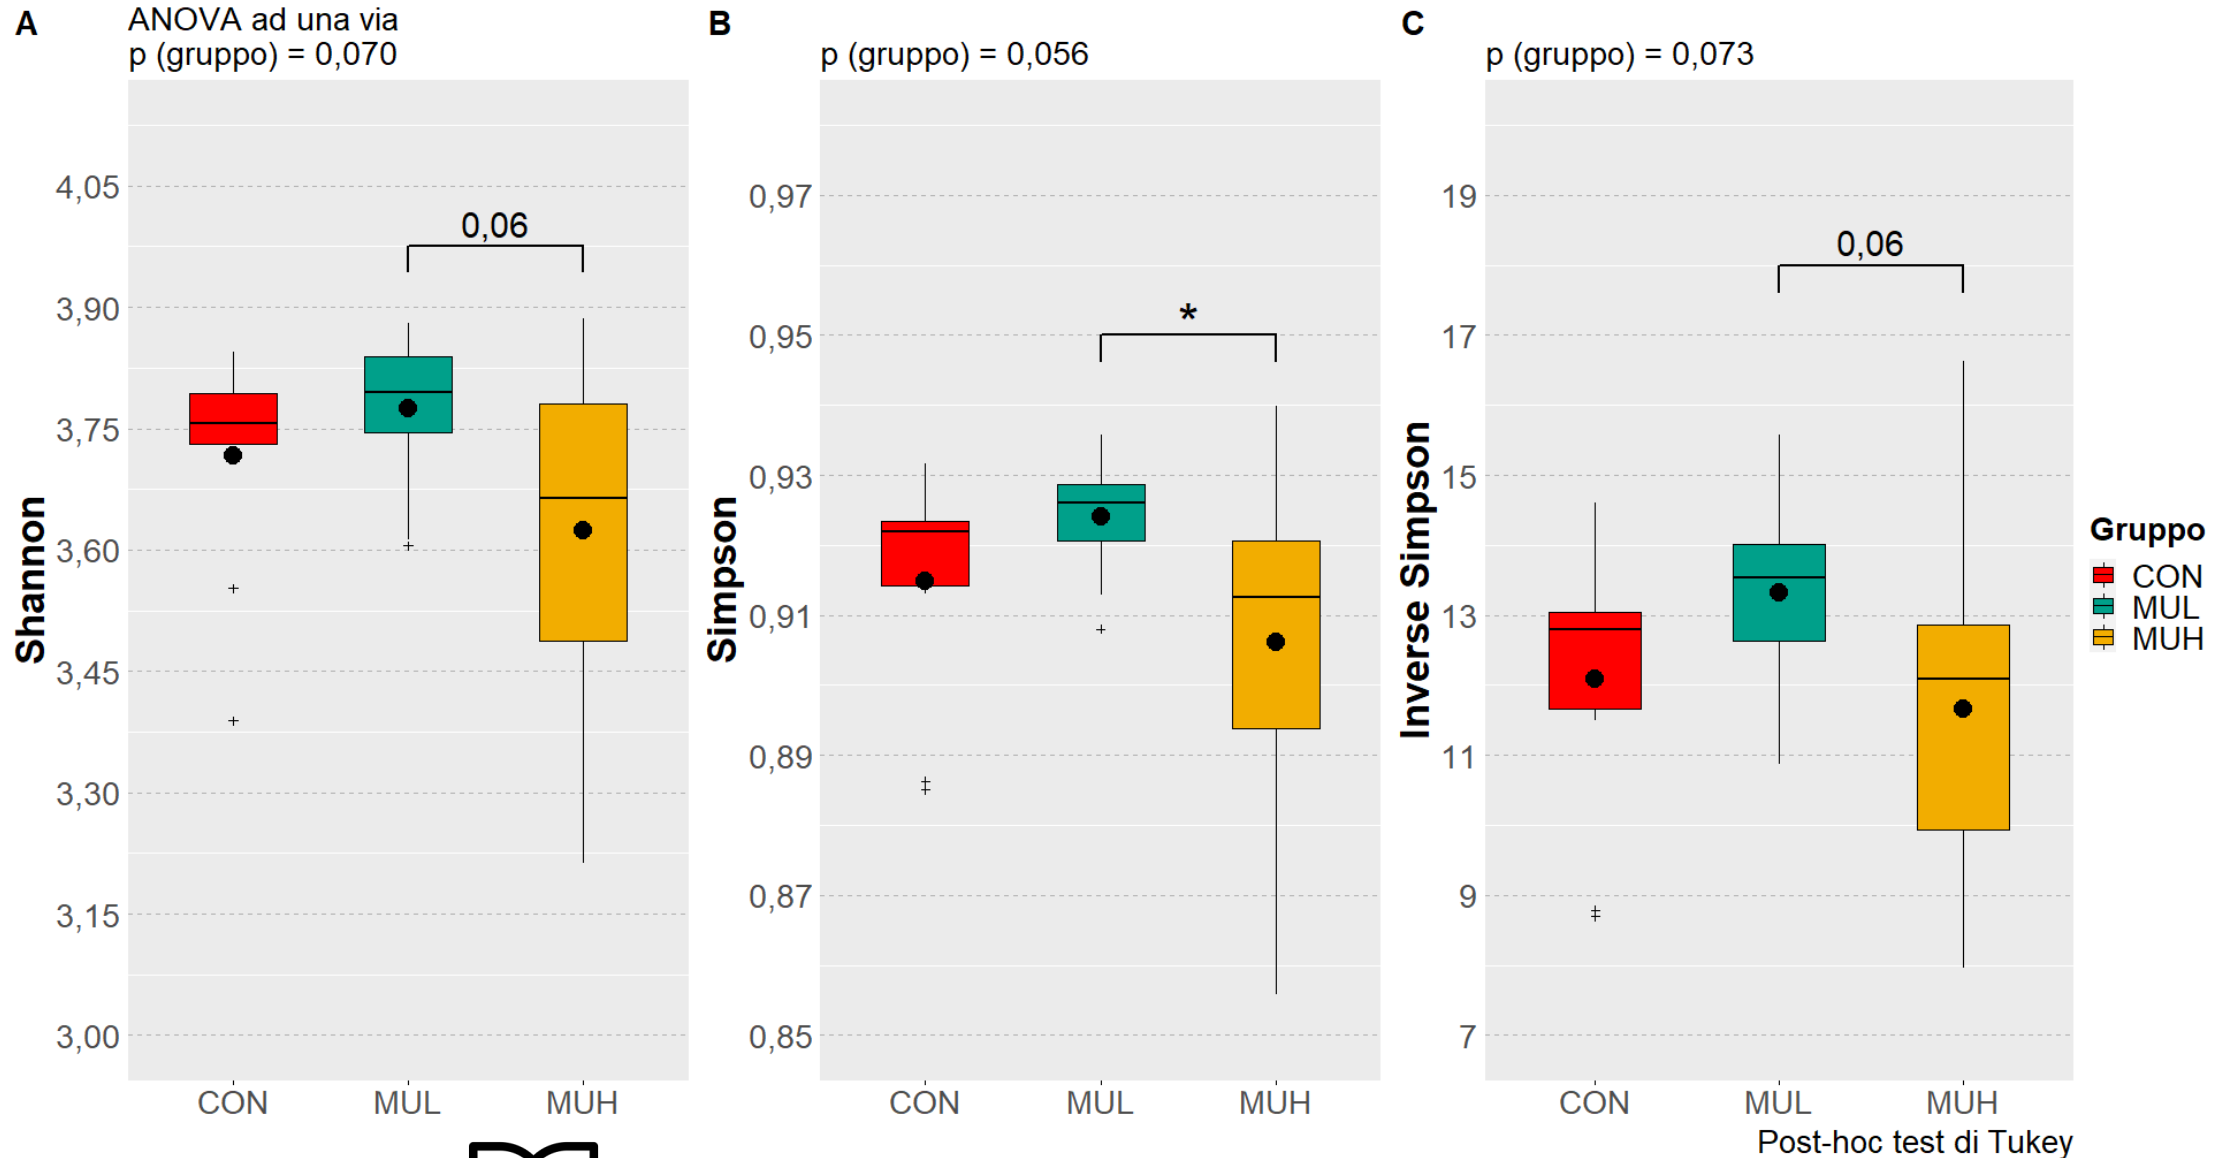 A
ANOVA ad una via
p (gruppo) = 0,070
4,05
3,90
3,75
3,60
3,45
3,30
3,15
3,00
Shannon
0,06
CON MUL MUH
B
p (gruppo) = 0,056
0,97
0,95
0,93
0,91
0,89
0,87
0,85
Simpson
*
CON MUL MUH
C
p (gruppo) = 0,073
19
17
15
13
11
9
7
Inverse Simpson
0,06
CON MUL MUH
Gruppo
CON
MUL
MUH
Post-hoc test di Tukey